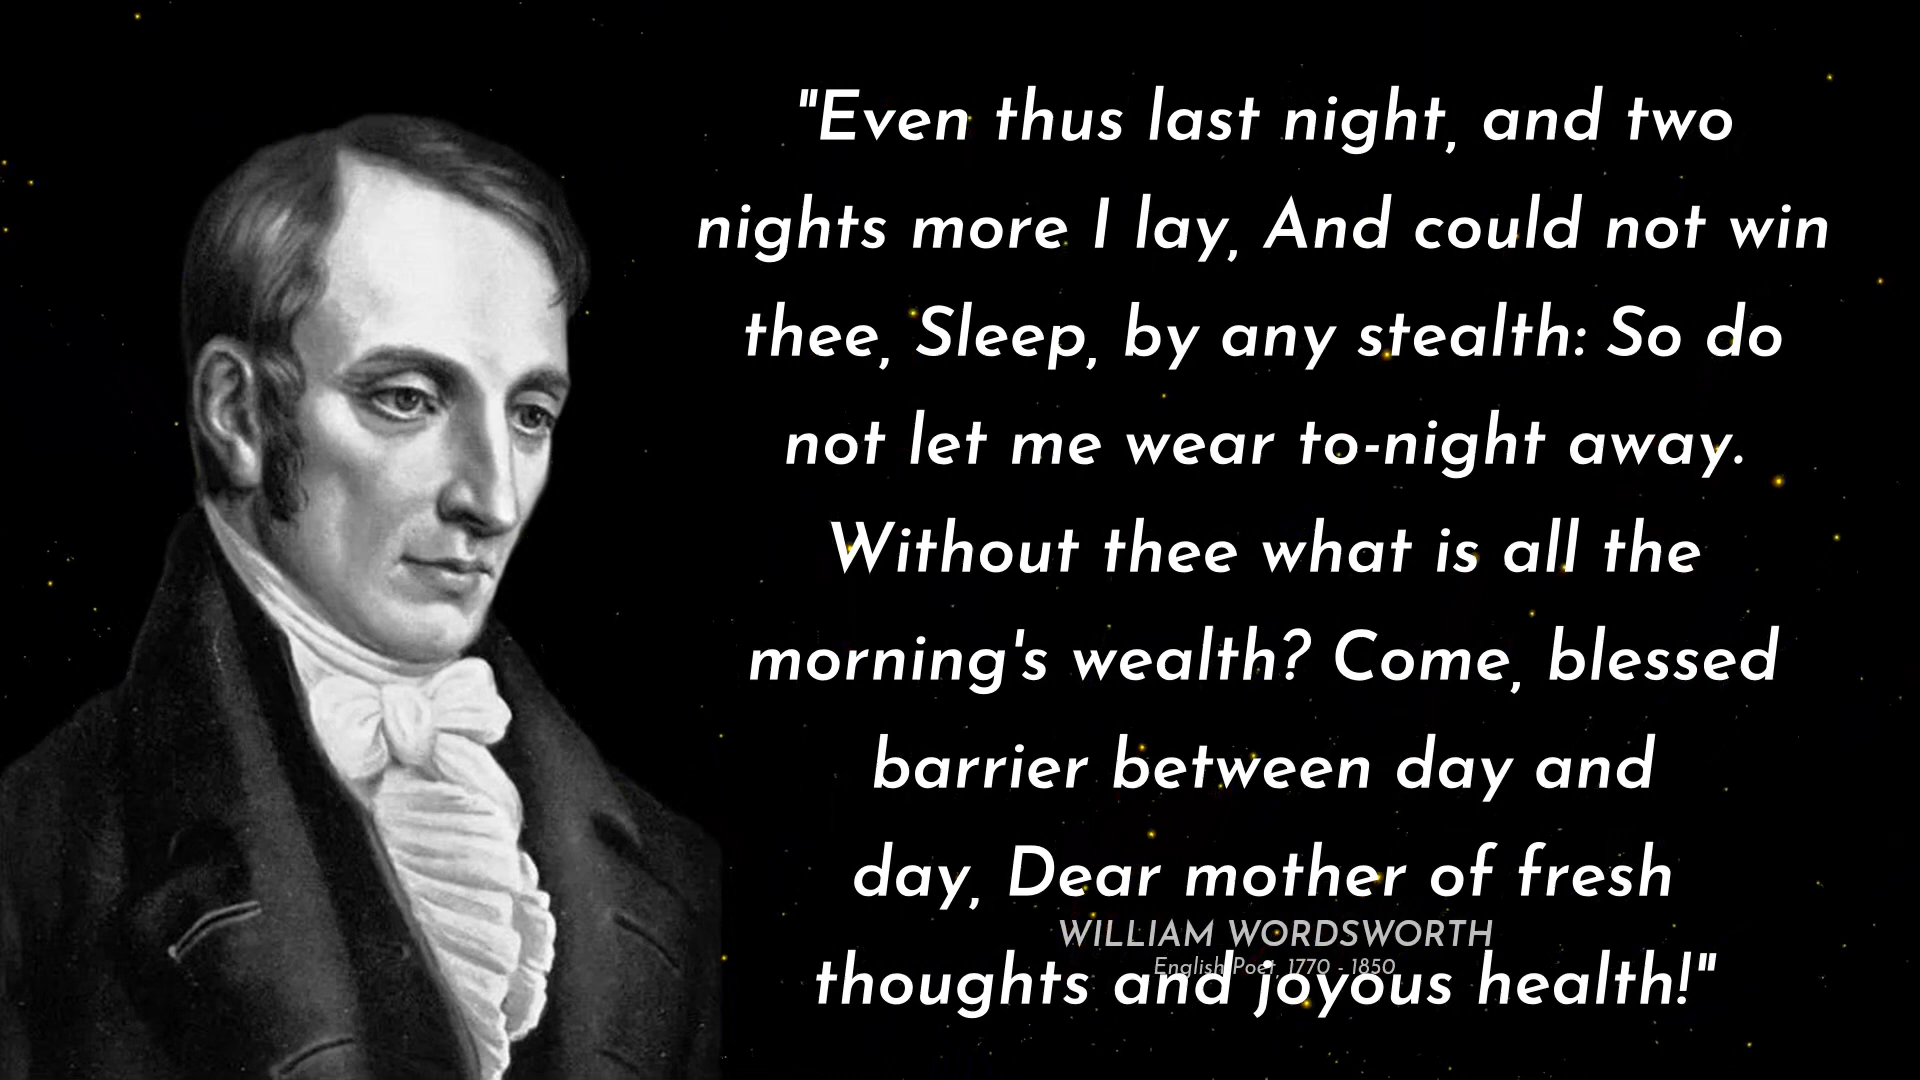 "Even thus last night, and two
nights more I lay, And could not win
thee, Sleep, by any stealth: So do
not let me wear to-night away.
Without thee what is all the
morning's wealth? Come, blessed
barrier between day and
day, Dear mother of fresh
WILLIAM WORDSWORTH
English Poet, 1770 - 1850
thoughts and joyous health!"